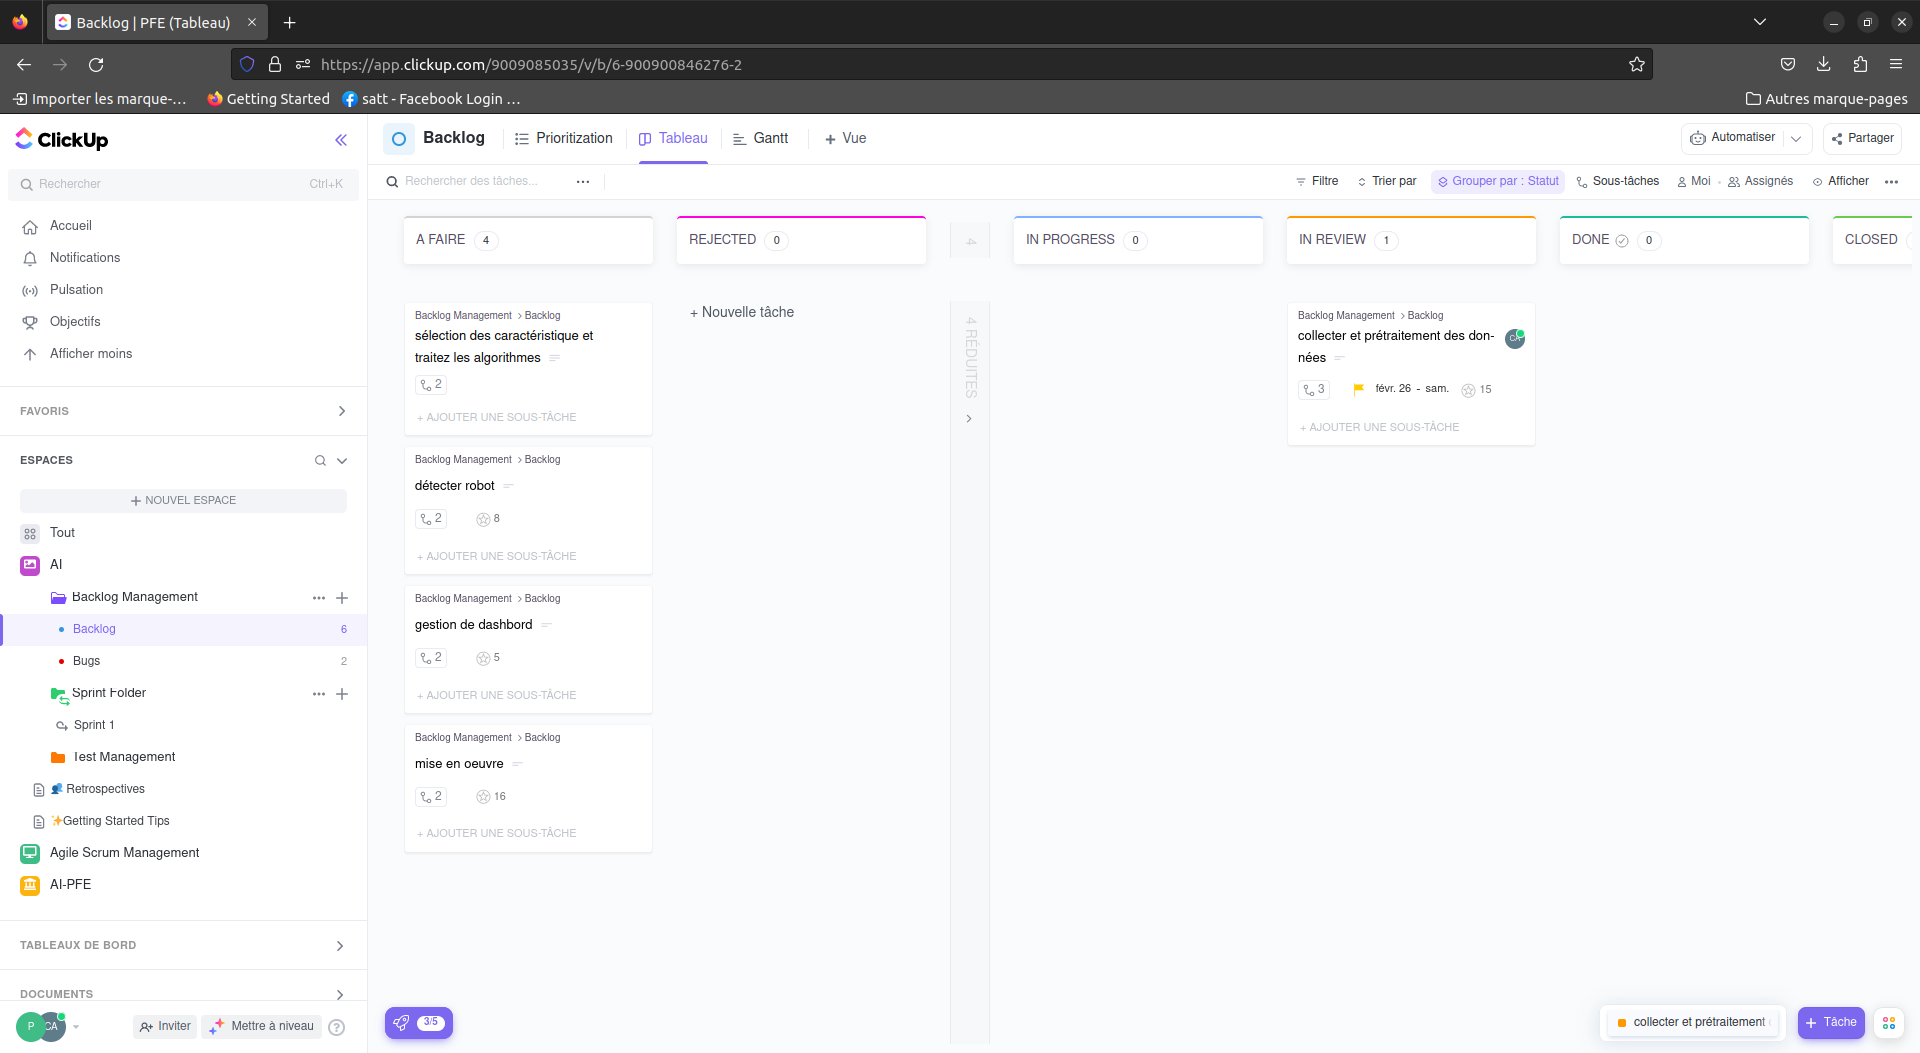 Backlog | PFE (Tableau)
https://app.clickup.com/9009085035/v/b/6-900900846276-2
Importer les marque-… Getting Started satt - Facebook Login … Autres marque-pages
ClickUp
Rechercher Ctrl+K
Accueil
Notifications
Pulsation
Objectifs
Afficher moins
FAVORIS
ESPACES
+ NOUVEL ESPACE
Tout
AI
Backlog Management
Backlog 6
Bugs 2
Sprint Folder
Sprint 1
Test Management
Retrospectives
✨Getting Started Tips
Agile Scrum Management
AI-PFE
TABLEAUX DE BORD
DOCUMENTS
P CA Inviter Mettre à niveau ?
Backlog Prioritization Tableau Gantt + Vue Automatiser Partager
Rechercher des tâches... Filtre Trier par Grouper par : Statut Sous-tâches Moi Assignés Afficher
A FAIRE 4
Backlog Management > Backlog
sélection des caractéristique et
traitez les algorithmes
2
+ AJOUTER UNE SOUS-TÂCHE
Backlog Management > Backlog
détecter robot
2 8
+ AJOUTER UNE SOUS-TÂCHE
Backlog Management > Backlog
gestion de dashbord
2 5
+ AJOUTER UNE SOUS-TÂCHE
Backlog Management > Backlog
mise en oeuvre
2 16
+ AJOUTER UNE SOUS-TÂCHE
REJECTED 0
+ Nouvelle tâche
4
4 RÉDUITES
IN PROGRESS 0
IN REVIEW 1
Backlog Management > Backlog
collecter et prétraitement des don-
nées
CA
3 févr. 26 - sam. 15
+ AJOUTER UNE SOUS-TÂCHE
DONE 0
CLOSED
3/5
collecter et prétraitement
+ Tâche